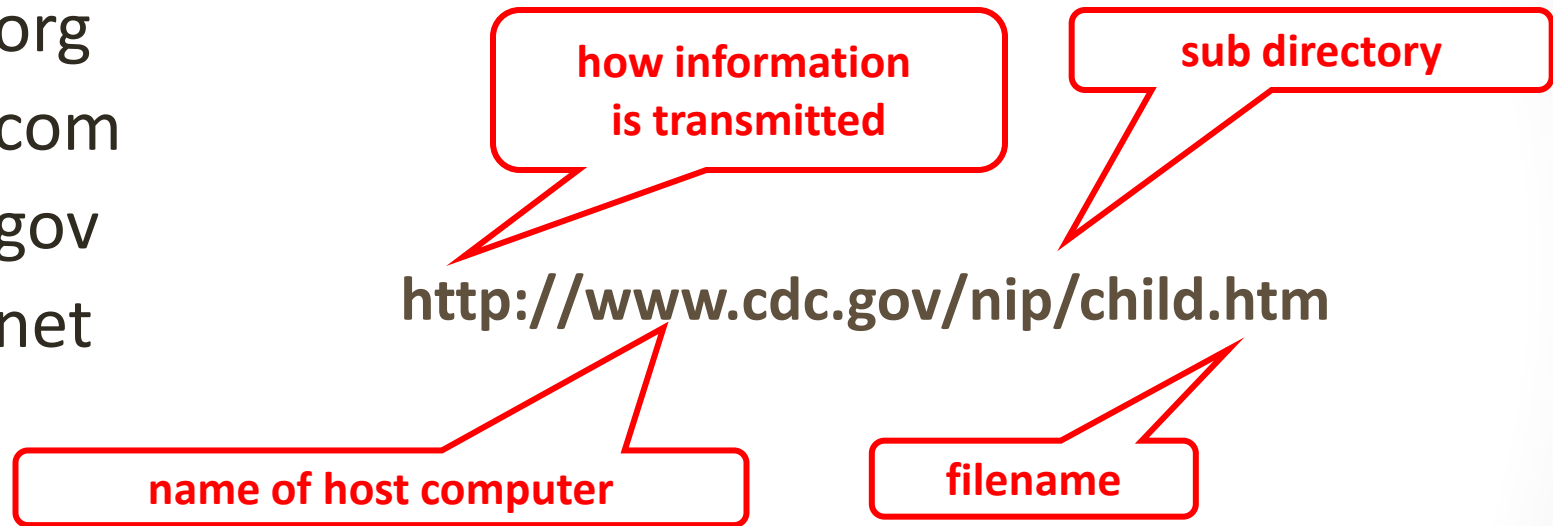 org
com
gov
net
how information
is transmitted
sub directory
http://www.cdc.gov/nip/child.htm
name of host computer
filename